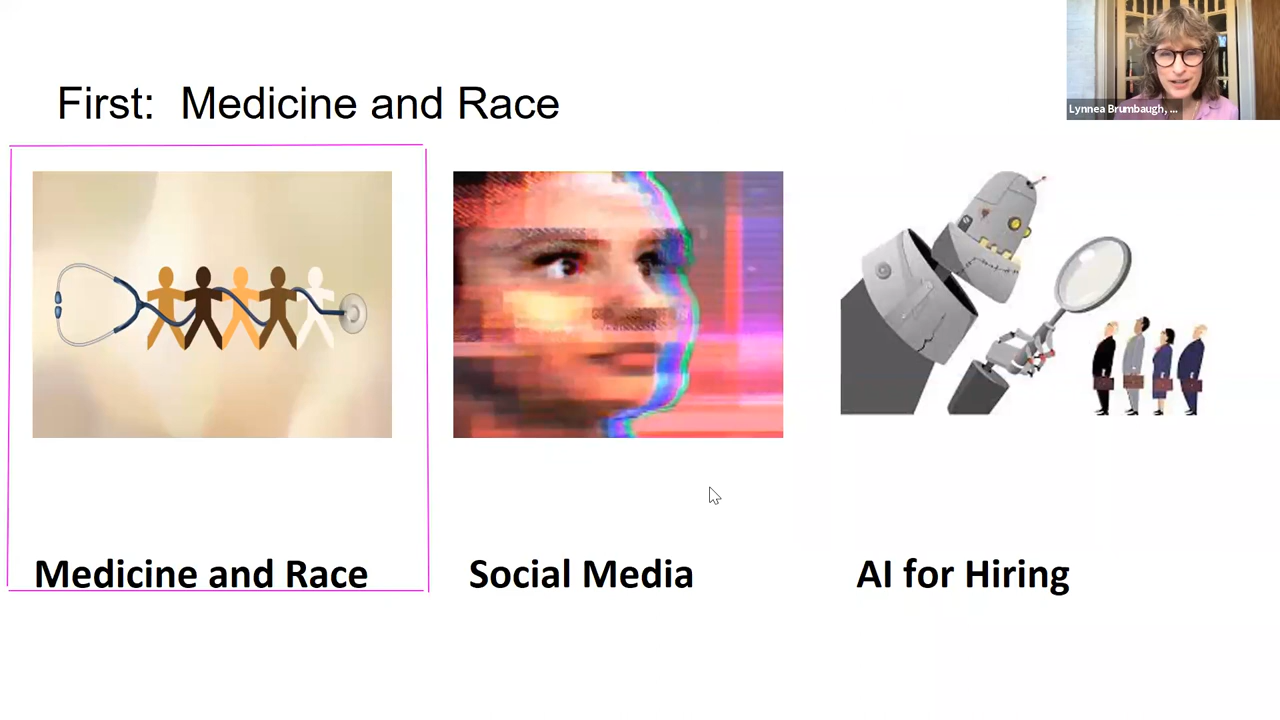 Lynnea Brumbaugh, ...
First: Medicine and Race
Medicine and Race
Social Media
AI for Hiring